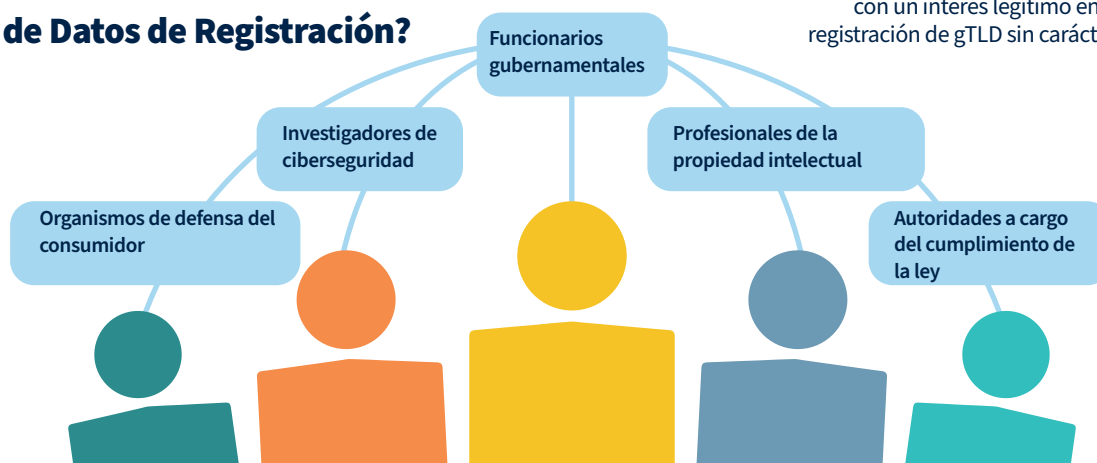 de Datos de Registración?
con un interés legítimo en
registración de gTLD sin caráct
Funcionarios
gubernamentales
Investigadores de
ciberseguridad
Profesionales de la
propiedad intelectual
Organismos de defensa del
consumidor
Autoridades a cargo
del cumplimiento de
la ley